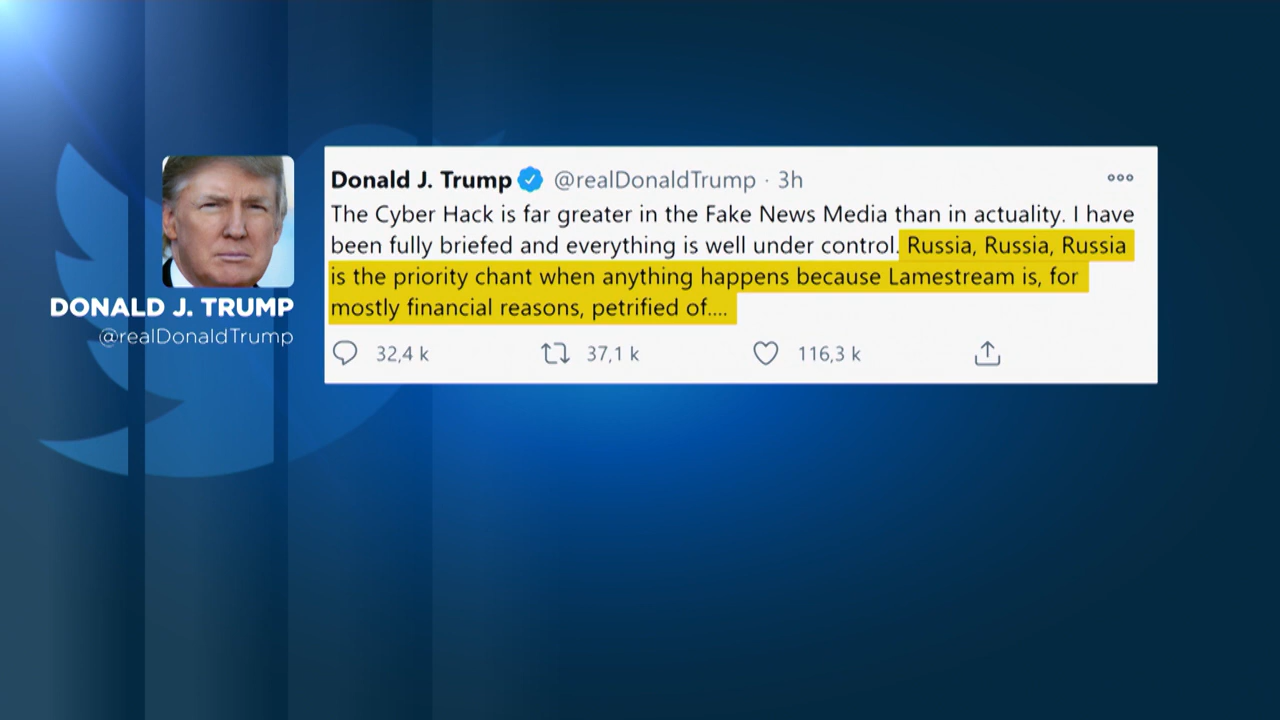 Donald J. Trump @realDonaldTrump · 3h
The Cyber Hack is far greater in the Fake News Media than in actuality. I have
been fully briefed and everything is well under control. Russia, Russia, Russia
is the priority chant when anything happens because Lamestream is, for
mostly financial reasons, petrified of....
32,4 k 37,1 k 116,3 k
DONALD J. TRUMP
@realDonaldTrump